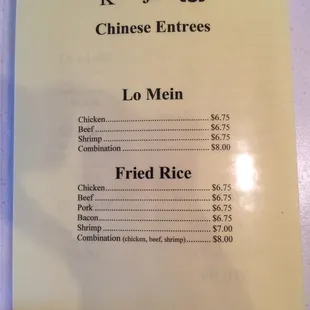 Chinese Entrees
Lo Mein
Chicken..............................................$6.75
Beef...................................................$6.75
Shrimp...............................................$6.75
Combination.....................................$8.00
Fried Rice
Chicken..............................................$6.75
Beef...................................................$6.75
Pork...................................................$6.75
Bacon.................................................$6.75
Shrimp...............................................$7.00
Combination (chicken, beef, shrimp)...........$8.00